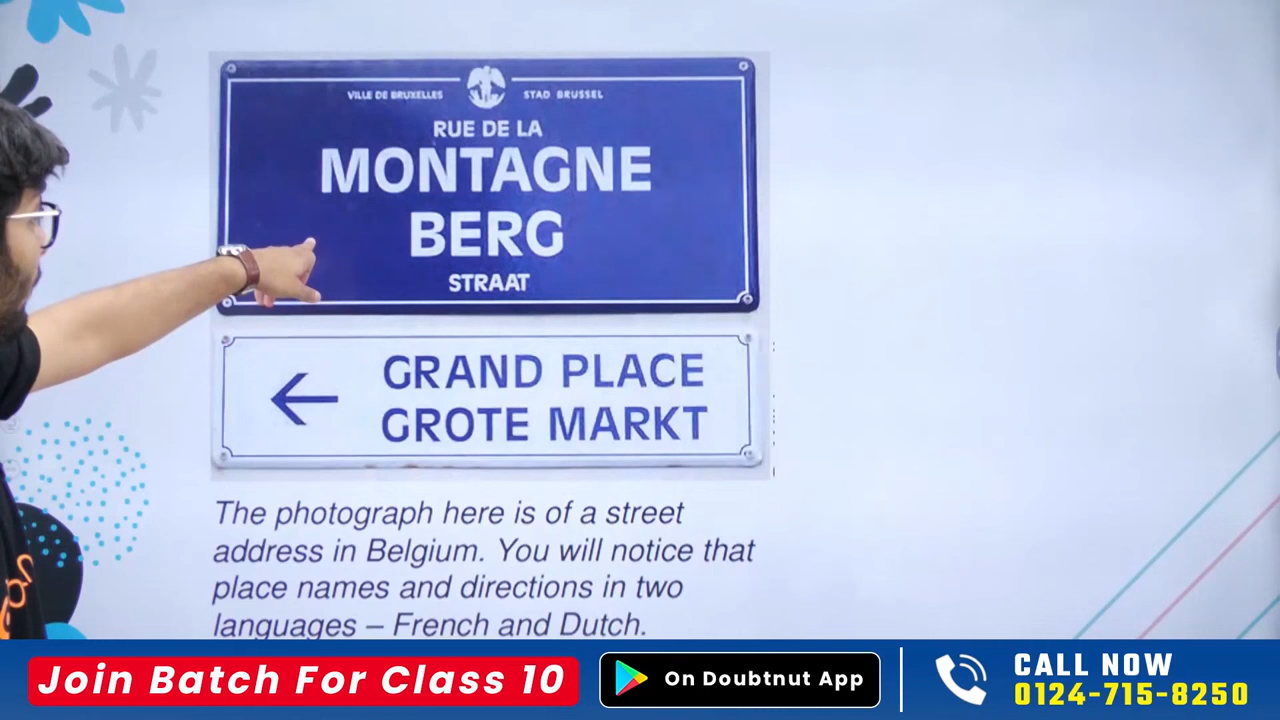 VILLE DE BRUXELLES STAD BRUSSEL
RUE DE LA
MONTAGNE
BERG
STRAAT
GRAND PLACE
GROTE MARKT
The photograph here is of a street
address in Belgium. You will notice that
place names and directions in two
languages – French and Dutch.
Join Batch For Class 10
On Doubtnut App
CALL NOW
0124-715-8250